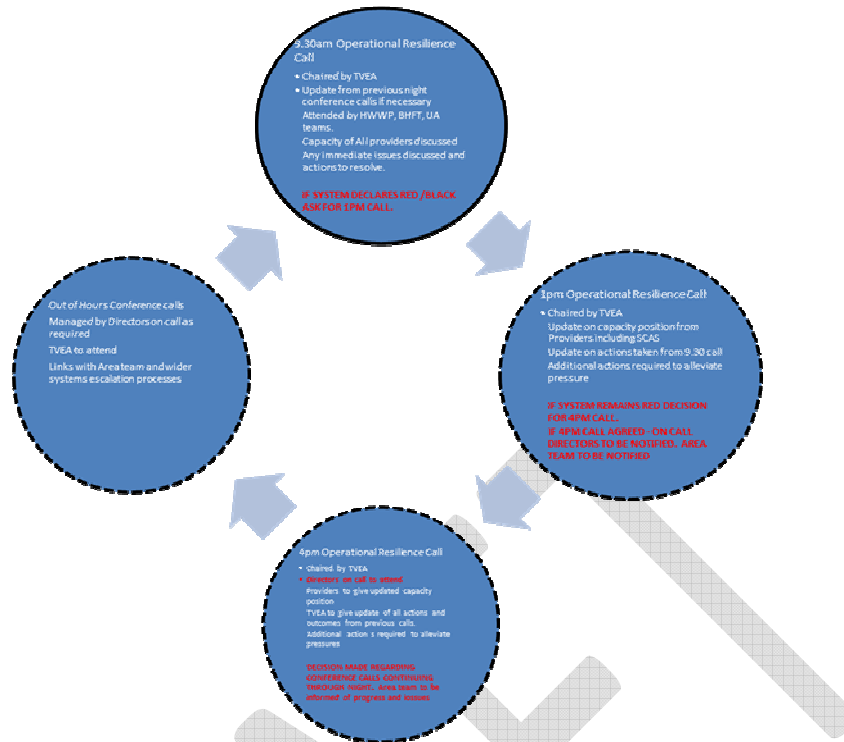 9.30am Operational Resilience
Call
• Chaired by TVEA
• Update from previous night
conference calls if necessary
Attended by HWWP, BHFT, UA
teams.
Capacity of All providers discussed
Any immediate issues discussed and
actions to resolve.
IF SYSTEM DECLARES RED /BLACK
ASK FOR 1PM CALL.
1pm Operational Resilience Call
• Chaired by TVEA
Update on capacity position from
Providers including SCAS
Update on actions taken from 9.30 call
Additional actions required to alleviate
pressure
IF SYSTEM REMAINS RED DECISION
FOR 4PM CALL.
IF 4PM CALL AGREED - ON CALL
DIRECTORS TO BE NOTIFIED. AREA
TEAM TO BE NOTIFIED
4pm Operational Resilience Call
• Chaired by TVEA
• Directors on call to attend
Providers to give updated capacity
position
TVEA to give update of all actions and
outcomes from previous calls.
Additional action s required to alleviate
pressures
DECISION MADE REGARDING
CONFERENCE CALLS CONTINUING
THROUGH NIGHT. Area team to be
informed of progress and issues
Out of Hours Conference calls
Managed by Directors on call as
required
TVEA to attend
Links with Area team and wider
systems escalation processes